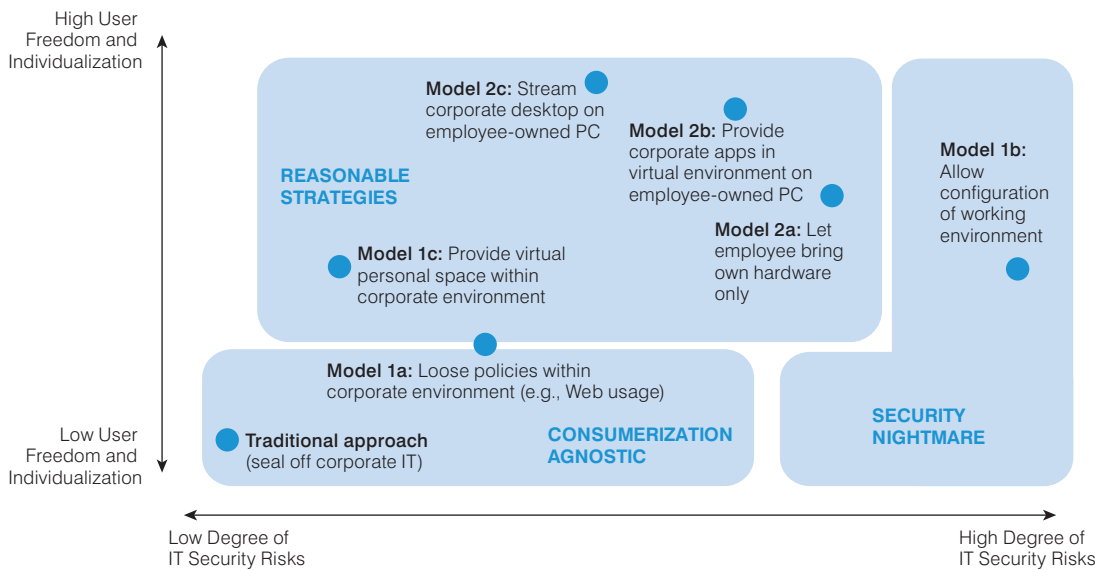 High User
Freedom and
Individualization
Model 2c: Stream
corporate desktop on
employee-owned PC
Model 2b: Provide
corporate apps in
virtual environment on
employee-owned PC
Model 1b:
Allow
configuration
of working
environment
REASONABLE
STRATEGIES
Model 2a: Let
employee bring
own hardware
only
Model 1c: Provide virtual
personal space within
corporate environment
Model 1a: Loose policies within
corporate environment (e.g., Web usage)
SECURITY
NIGHTMARE
Low User
Freedom and
Individualization
Traditional approach
(seal off corporate IT)
CONSUMERIZATION
AGNOSTIC
Low Degree of
IT Security Risks
High Degree of
IT Security Risks